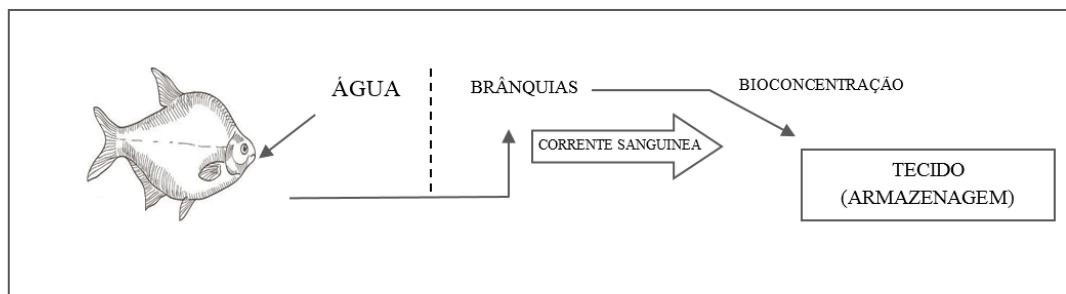 ÁGUA
BRÂNQUIAS
BIOCONCENTRAÇÃO
CORRENTE SANGUINEA
TECIDO
(ARMAZENAGEM)